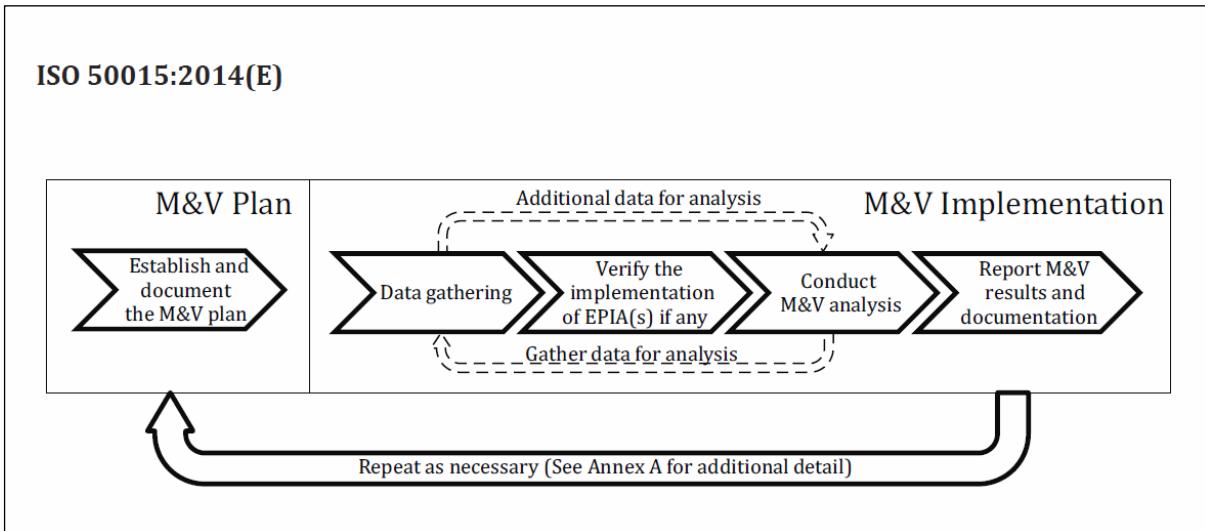 ISO 50015:2014(E)
M&V Plan
M&V Implementation
Additional data for analysis
Establish and
document
the M&V plan
Data gathering
Verify the
implementation
of EPIA(s) if any
Conduct
M&V analysis
Report M&V
results and
documentation
Gather data for analysis
Repeat as necessary (See Annex A for additional detail)